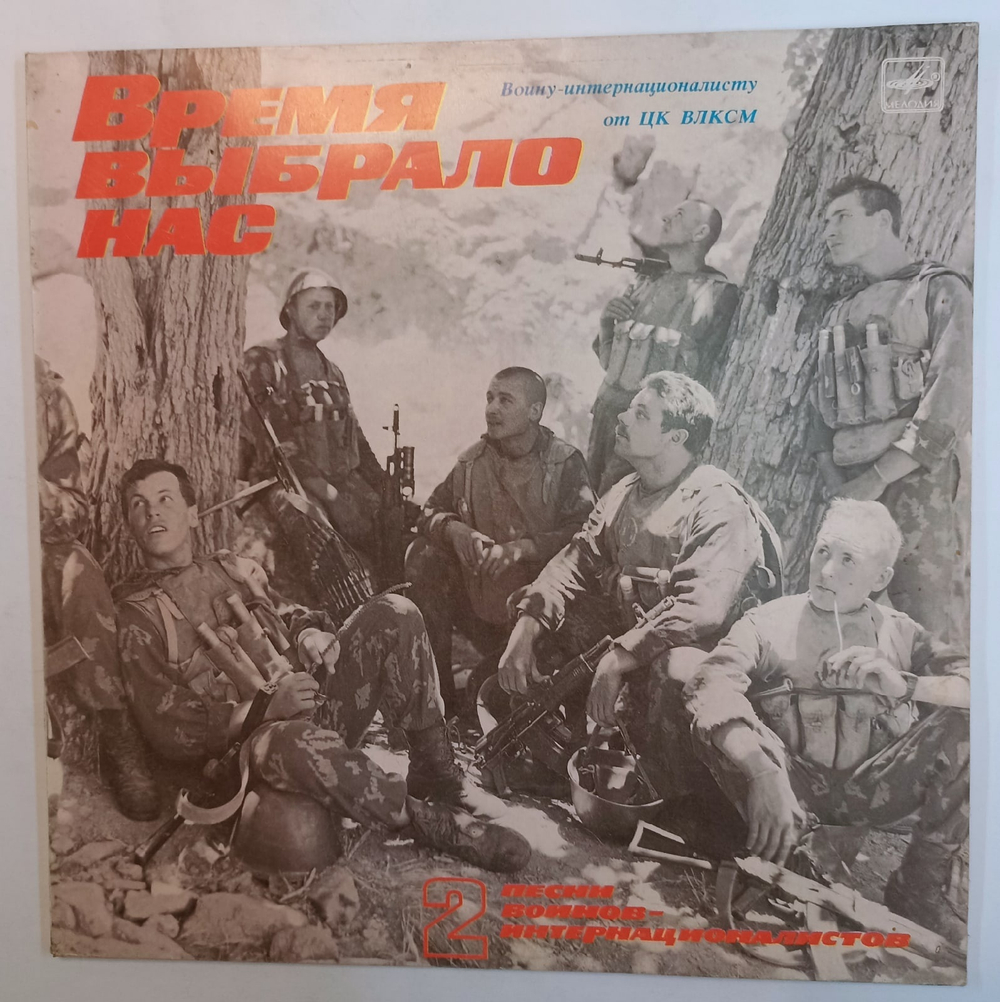 Время
выбрало
нас
Воину-интернационалисту
от ЦК ВЛКСМ
МЕЛОДИЯ
2
песни
воинов-
интернационалистов